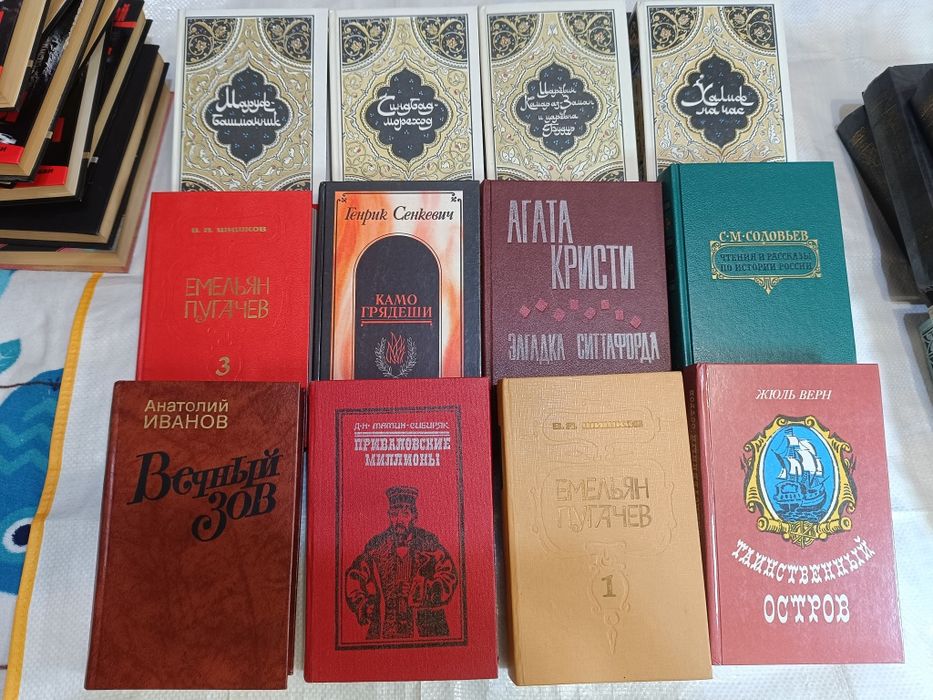 Маруф-
башмачник
Синдбад-
мореход
Царевич
Камар аз-Заман
и царевна
Будур
Халиф
на час
В. Я. ШИШКОВ
ЕМЕЛЬЯН
ПУГАЧЕВ
3
Генрик Сенкевич
КАМО
ГРЯДЕШИ
АГАТА
КРИСТИ
ЗАГАДКА СИТТАФОРДА
С·М·СОЛОВЬЕВ
ЧТЕНИЯ И РАССКАЗЫ
ПО ИСТОРИИ РОССИИ
Анатолий
ИВАНОВ
Вечный
ЗОВ
Д·Н·МАМИН-СИБИРЯК
ПРИВАЛОВСКИЕ
МИЛЛИОНЫ
В. Я. ШИШКОВ
ЕМЕЛЬЯН
ПУГАЧЕВ
1
ЖЮЛЬ ВЕРН
ТАИНСТВЕННЫЙ
ОСТРОВ